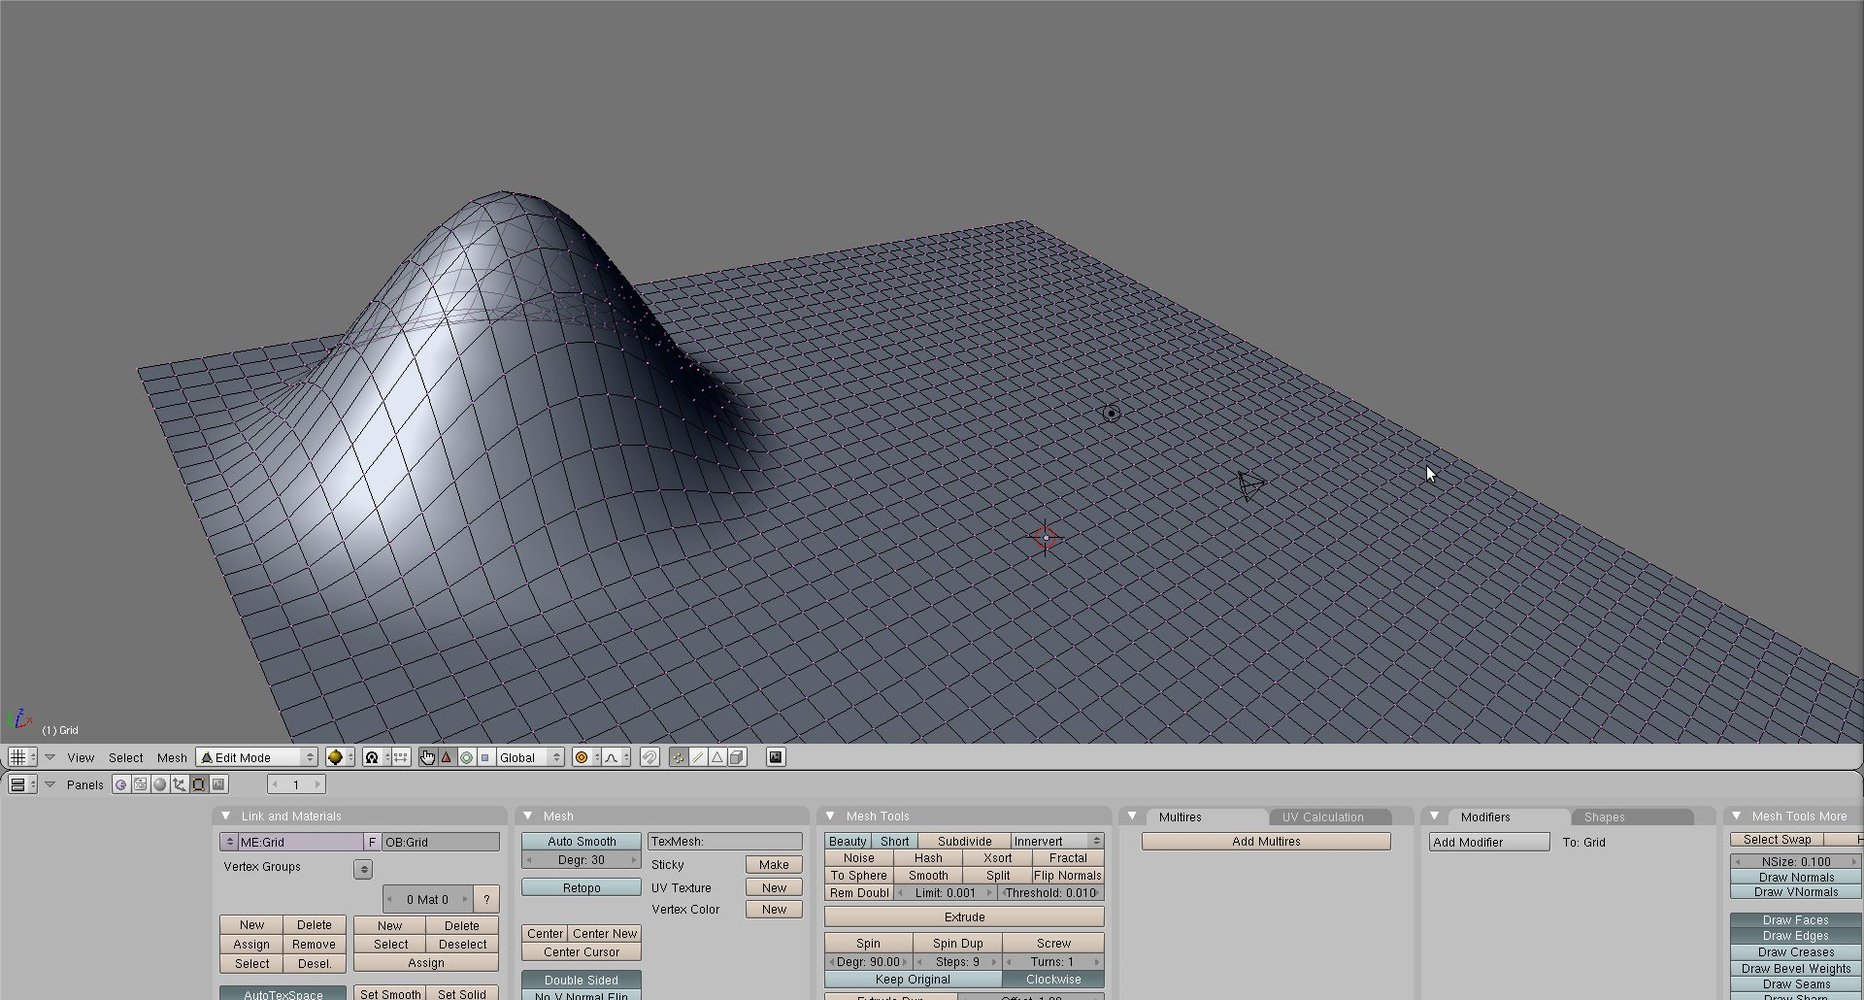 z
x
(1) Grid
View Select Mesh Edit Mode Global
Panels 1
Link and Materials Mesh Mesh Tools Multires UV Calculation Modifiers Shapes Mesh Tools More
ME:Grid F OB:Grid
Vertex Groups
0 Mat 0 ?
New Delete New Delete
Assign Remove Select Deselect
Select Desel. Assign
AutoTexSpace Set Smooth Set Solid
Auto Smooth TexMesh:
Degr: 30 Sticky Make
Retopo UV Texture New
Vertex Color New
Center Center New
Center Cursor
Double Sided
No V.Normal Flip
Beauty Short Subdivide Innervert
Noise Hash Xsort Fractal
To Sphere Smooth Split Flip Normals
Rem Doubl Limit: 0.001 Threshold: 0.010
Extrude
Spin Spin Dup Screw
Degr: 90.00 Steps: 9 Turns: 1
Keep Original Clockwise
Extrude Dup Offset: 1.00
Add Multires
Add Modifier To: Grid
Select Swap H
NSize: 0.100
Draw Normals
Draw VNormals
Draw Faces
Draw Edges
Draw Creases
Draw Bevel Weights
Draw Seams
Draw Sharp